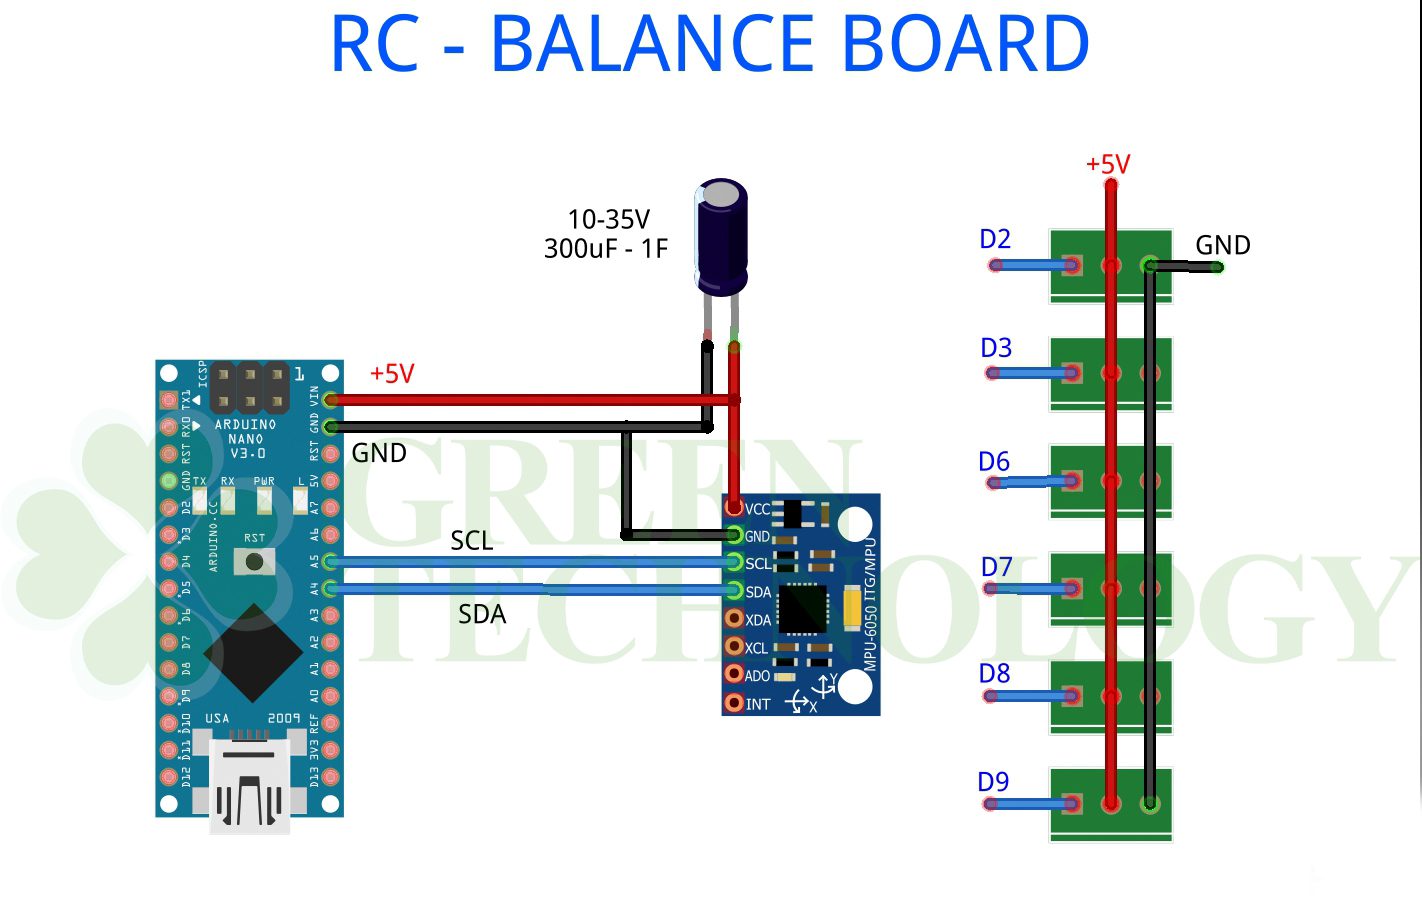 RC - BALANCE BOARD
+5V
10-35V
300uF - 1F
D2
GND
D3
D6
D7
D8
D9
+5V
GND
SCL
SDA
ICSP
1
ARDUINO
NANO
V3.0
TX RX PWR L
ARDUINO.CC
RST
USA 2009
TX1
RX0
RST
GND
D2
D3
D4
D5
D6
D7
D8
D9
D10
D11
D12
VIN
GND
RST
5V
A7
A6
A5
A4
A3
A2
A1
A0
REF
3V3
D13
VCC
GND
SCL
SDA
XDA
XCL
ADO
INT
MPU-6050 ITG/MPU
Y
X
GREEN
TECHNOLOGY